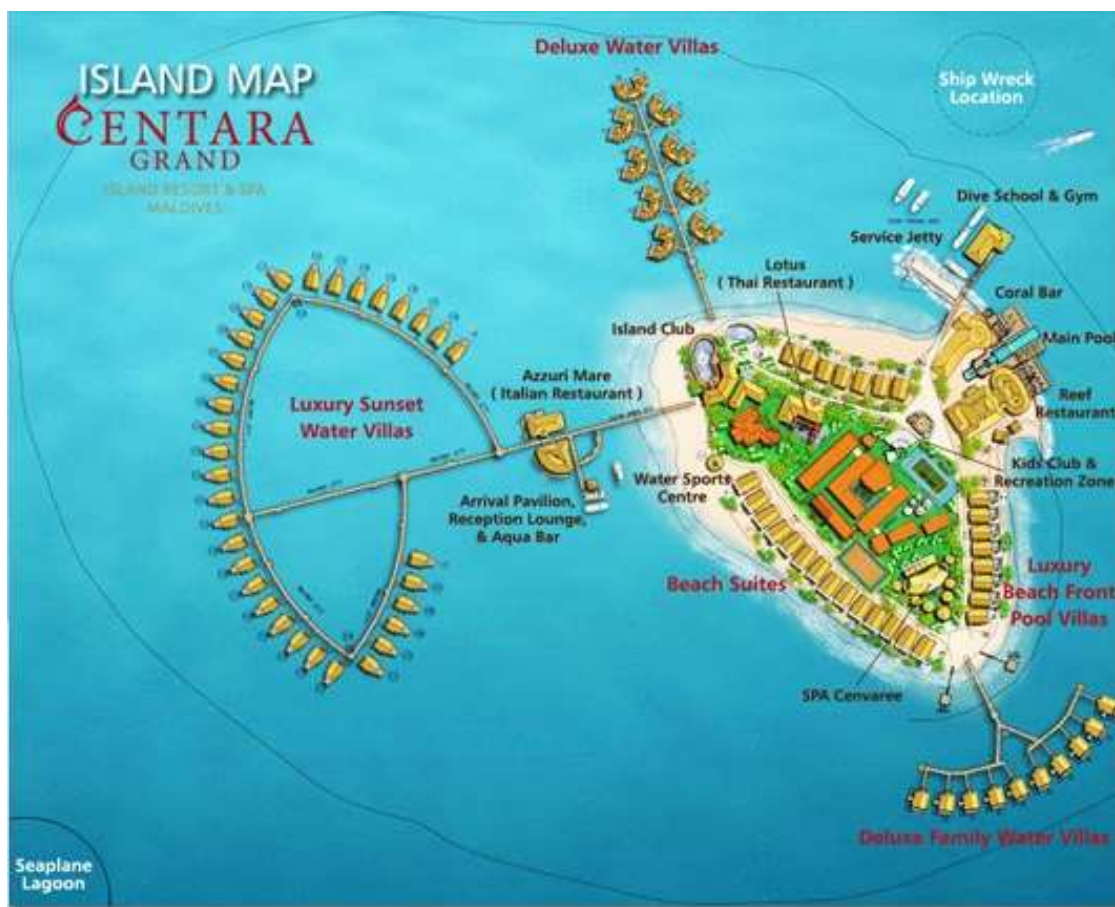 Deluxe Water Villas
ISLAND MAP
CENTARA
GRAND
ISLAND RESORT & SPA
MALDIVES
Ship Wreck
Location
Dive School & Gym
Service Jetty
Lotus
( Thai Restaurant )
Coral Bar
Island Club
Main Pool
Azzuri Mare
( Italian Restaurant )
Reef
Restaurant
Luxury Sunset
Water Villas
Kids Club &
Recreation Zone
Water Sports
Centre
Arrival Pavilion,
Reception Lounge,
& Aqua Bar
Beach Suites
Luxury
Beach Front
Pool Villas
SPA Cenvaree
Deluxe Family Water Villas
Seaplane
Lagoon